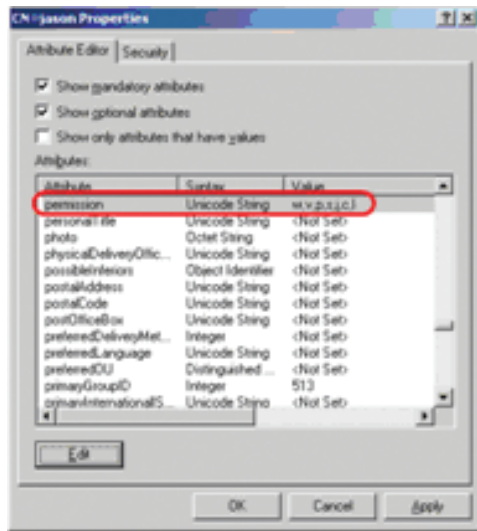 CN=jason Properties
Attribute Editor Security
Show mandatory attributes
Show optional attributes
Show only attributes that have values
Attributes:
Attribute Syntax Value
permission Unicode String w,v,p,s,j,c,l
personalTitle Unicode String <Not Set>
photo Octet String <Not Set>
physicalDeliveryOffic... Unicode String <Not Set>
possibleInferiors Object Identifier <Not Set>
postalAddress Unicode String <Not Set>
postalCode Unicode String <Not Set>
postOfficeBox Unicode String <Not Set>
preferredDeliveryMet... Integer <Not Set>
preferredLanguage Unicode String <Not Set>
preferredOU Distinguished ... <Not Set>
primaryGroupID Integer 513
primaryInternationalIS... Unicode String <Not Set>
Edit
OK Cancel Apply